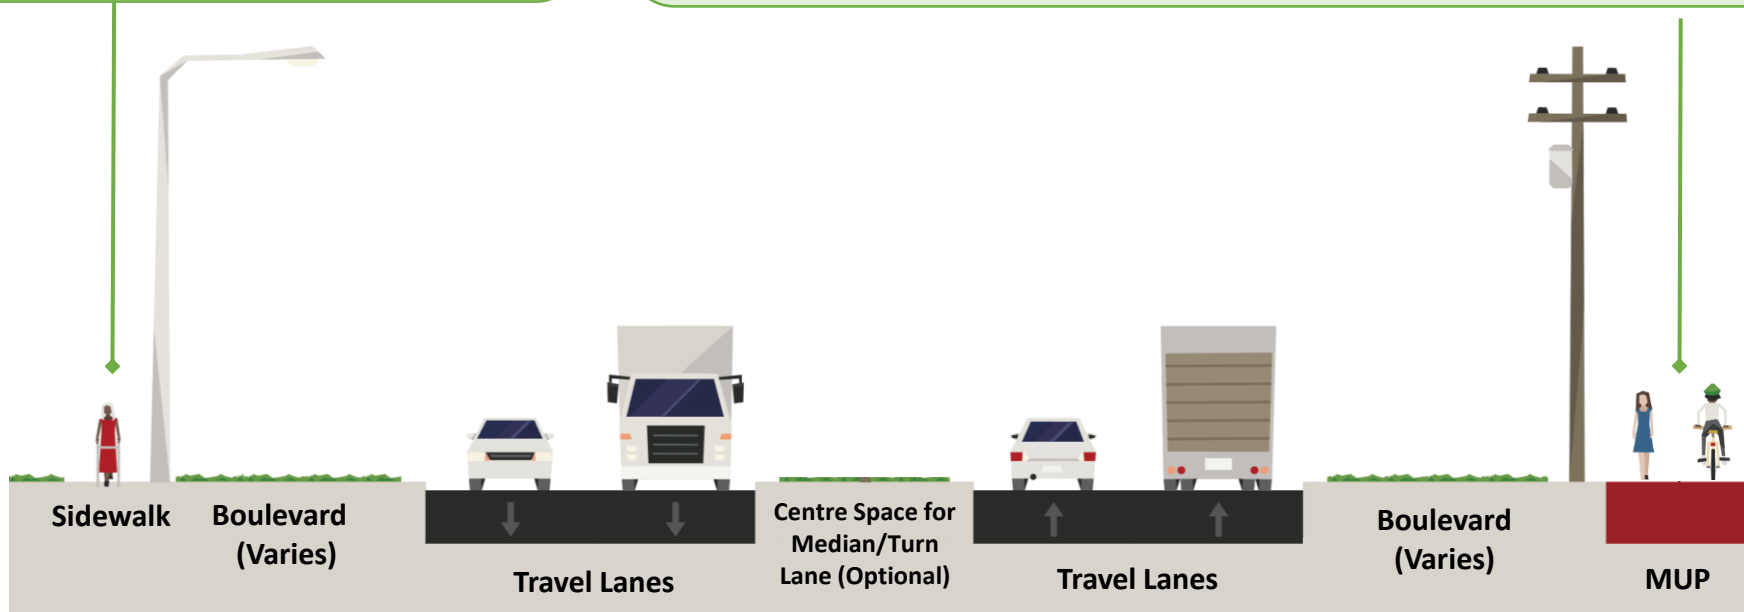 Sidewalk
Boulevard
(Varies)
Travel Lanes
Centre Space for
Median/Turn
Lane (Optional)
Travel Lanes
Boulevard
(Varies)
MUP